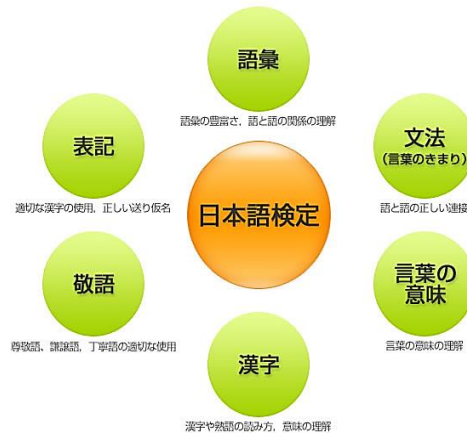 語彙
語彙の豊富さ、語と語の関係の理解
表記
適切な漢字の使用、正しい送り仮名
文法
(言葉のきまり)
語と語の正しい連接
日本語検定
敬語
尊敬語、謙譲語、丁寧語の適切な使用
言葉の
意味
言葉の意味の理解
漢字
漢字や熟語の読み方、意味の理解